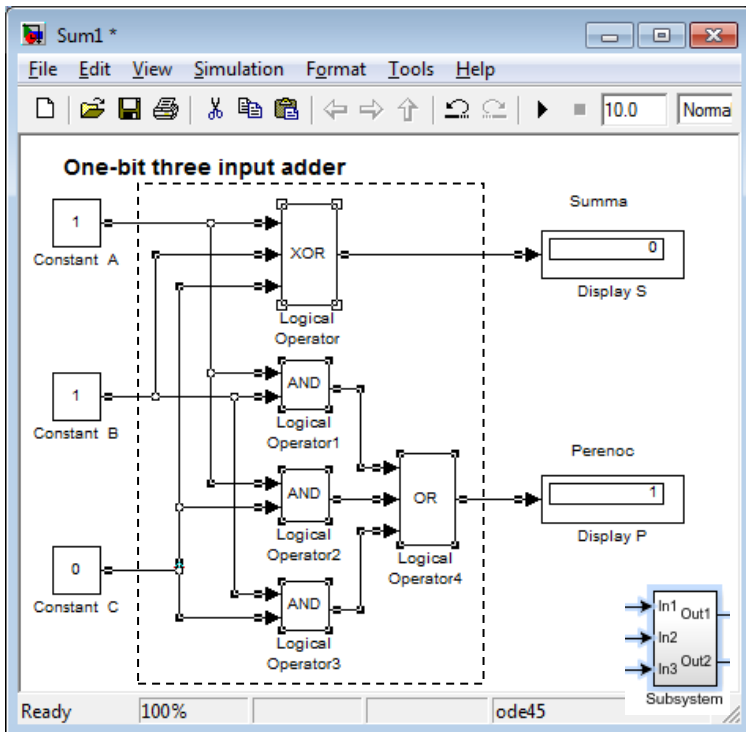 Sum1 *
File Edit View Simulation Format Tools Help
10.0 Norma
One-bit three input adder
1
Constant A
XOR
Logical
Operator
Summa
0
Display S
1
Constant B
AND
Logical
Operator1
AND
Logical
Operator2
OR
Logical
Operator4
Perenoc
1
Display P
0
Constant C
AND
Logical
Operator3
In1 Out1
In2
In3 Out2
Subsystem
Ready 100% ode45